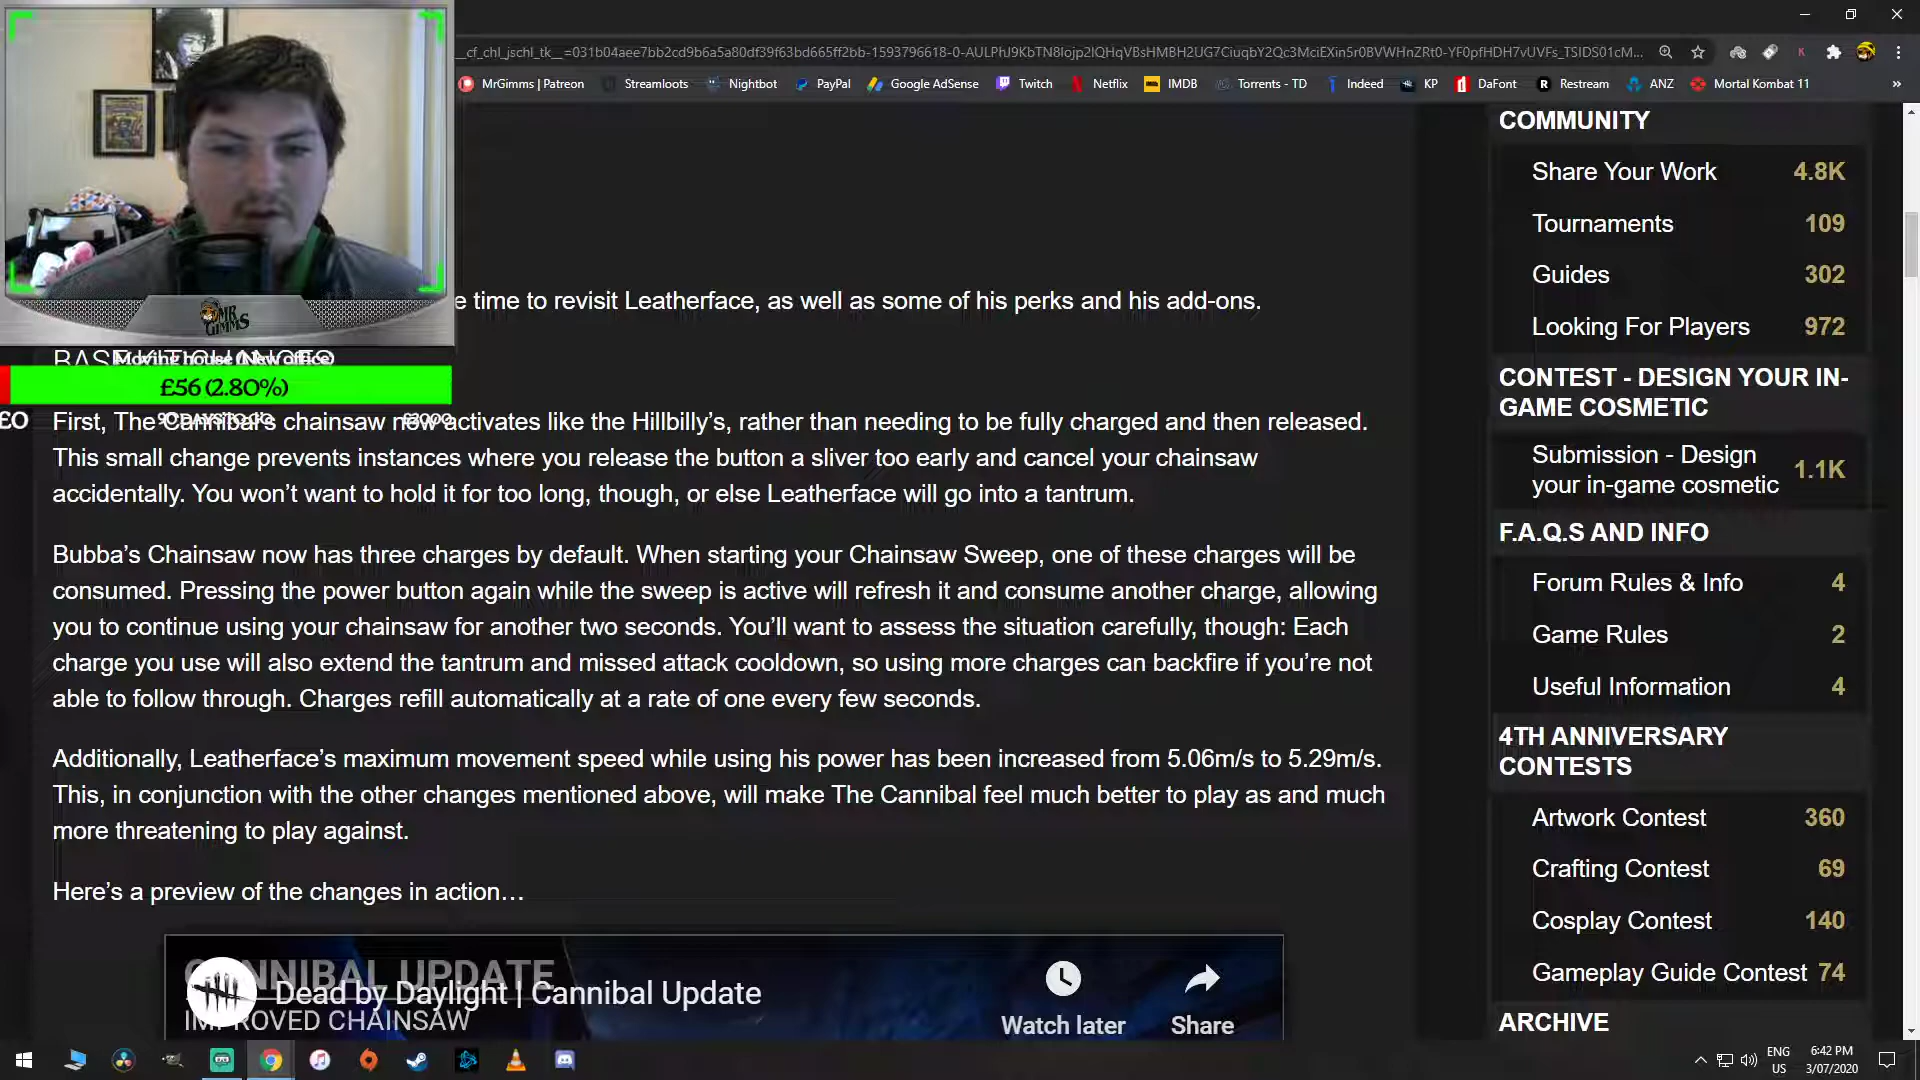 _cf_chl_jschl_tk__=031b04aee7bb2cd9b6a5a80df39f63bd665ff2bb-1593796618-0-
MrGimms | Patreon Streamloots Nightbot PayPal Google AdSense Twitch Netflix IMDB Torrents - TD Indeed KP DaFont Restream ANZ Mortal Kombat 11 »
MR GIMMS
e time to revisit Leatherface, as well as some of his perks and his add-ons.
Moving house (New office)
£56 (2.80%)
£0
£2000
First, The Cannibal's chainsaw now activates like the Hillbilly's, rather than needing to be fully charged and then released.
This small change prevents instances where you release the button a sliver too early and cancel your chainsaw
accidentally. You won't want to hold it for too long, though, or else Leatherface will go into a tantrum.
Bubba's Chainsaw now has three charges by default. When starting your Chainsaw Sweep, one of these charges will be
consumed. Pressing the power button again while the sweep is active will refresh it and consume another charge, allowing
you to continue using your chainsaw for another two seconds. You'll want to assess the situation carefully, though: Each
charge you use will also extend the tantrum and missed attack cooldown, so using more charges can backfire if you're not
able to follow through. Charges refill automatically at a rate of one every few seconds.
Additionally, Leatherface's maximum movement speed while using his power has been increased from 5.06m/s to 5.29m/s.
This, in conjunction with the other changes mentioned above, will make The Cannibal feel much better to play as and much
more threatening to play against.
Here's a preview of the changes in action…
CANNIBAL UPDATE
Dead by Daylight | Cannibal Update
IMPROVED CHAINSAW
Watch later
Share
COMMUNITY
Share Your Work 4.8K
Tournaments 109
Guides 302
Looking For Players 972
CONTEST - DESIGN YOUR IN-
GAME COSMETIC
Submission - Design
your in-game cosmetic 1.1K
F.A.Q.S AND INFO
Forum Rules & Info 4
Game Rules 2
Useful Information 4
4TH ANNIVERSARY
CONTESTS
Artwork Contest 360
Crafting Contest 69
Cosplay Contest 140
Gameplay Guide Contest 74
ARCHIVE
ENG
US
6:42 PM
3/07/2020